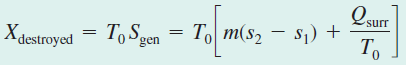 X_destroyed = T_0 S_gen = T_0[m(s_2 − s_1) + Q_surr / T_0]